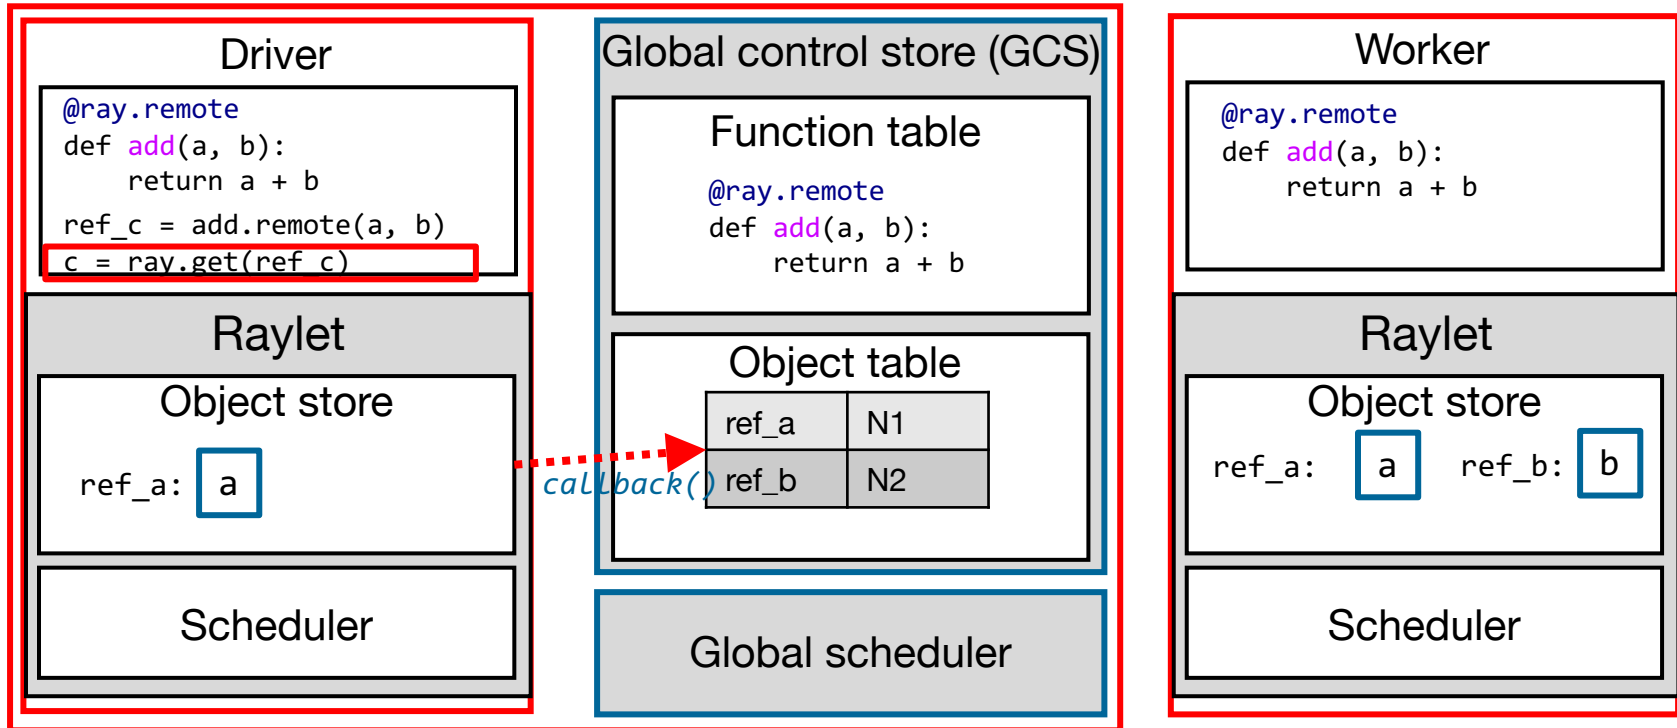 Driver
@ray.remote
def add(a, b):
    return a + b
ref_c = add.remote(a, b)
c = ray.get(ref_c)
Raylet
Object store
ref_a: a
Scheduler
callback()
Global control store (GCS)
Function table
@ray.remote
def add(a, b):
    return a + b
Object table
ref_a N1
ref_b N2
Global scheduler
Worker
@ray.remote
def add(a, b):
    return a + b
Raylet
Object store
ref_a: a ref_b: b
Scheduler